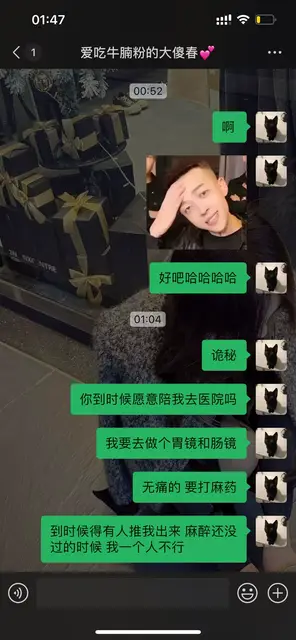 01:47
1
爱吃牛腩粉的大傻春💕
00:52
啊
好吧哈哈哈哈
01:04
诡秘
你到时候愿意陪我去医院吗
我要去做个胃镜和肠镜
无痛的 要打麻药
到时候得有人推我出来 麻醉还没
过的时候 我一个人不行